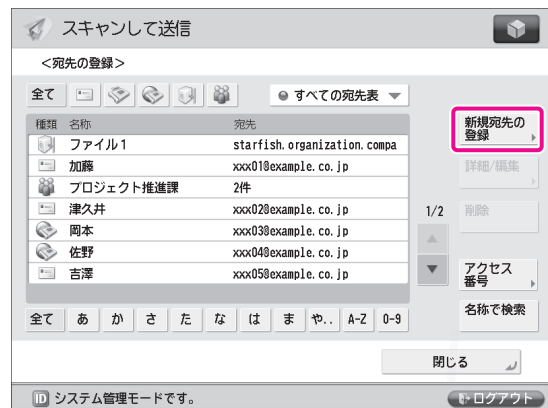 スキャンして送信
<宛先の登録>
全て
すべての宛先表
種類 名称 宛先
ファイル1 starfish.organization.compa
加藤 xxx01@example.co.jp
プロジェクト推進課 2件
津久井 xxx02@example.co.jp
岡本 xxx03@example.co.jp
佐野 xxx04@example.co.jp
吉澤 xxx05@example.co.jp
1/2
新規宛先の
登録
詳細/編集
削除
アクセス
番号
名称で検索
全て あ か さ た な は ま や.. A-Z 0-9
閉じる
ID システム管理モードです。
ログアウト